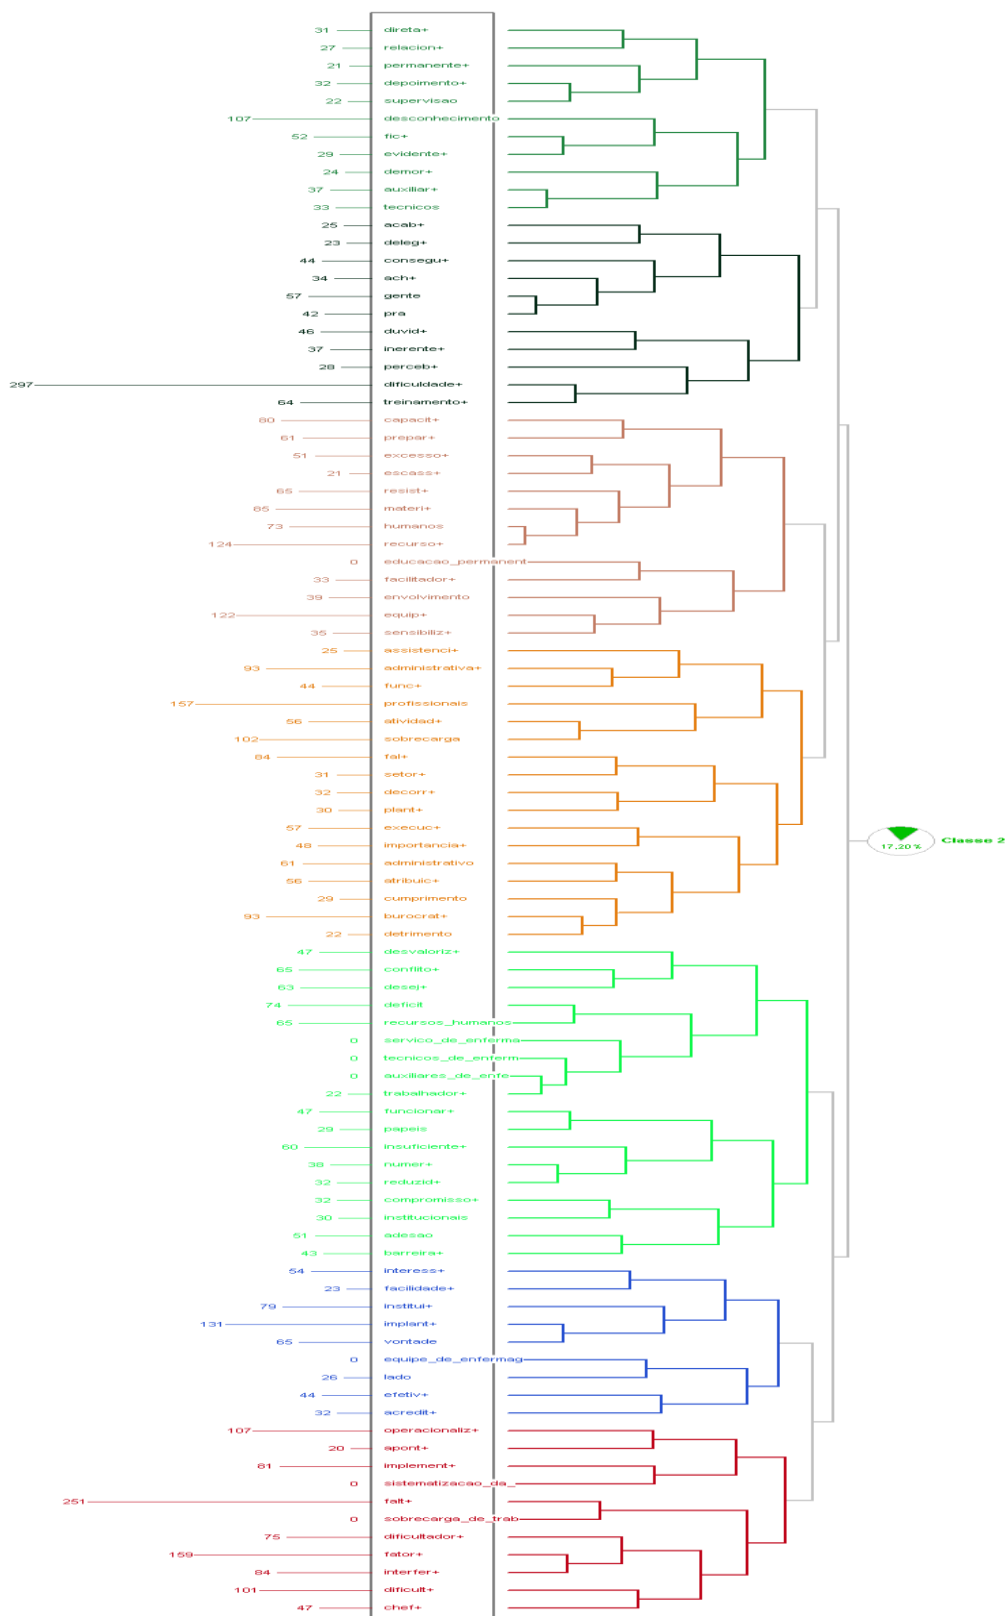 31 direta+
27 relacion+
21 permanente+
32 depoimento+
22 supervisao
107 desconhecimento
52 fic+
29 evidente+
24 demor+
37 auxiliar+
33 tecnicos
25 acab+
23 deleg+
44 consegu+
34 ach+
57 gente
42 pra
46 duvid+
37 inerente+
28 perceb+
297 dificuldade+
64 treinamento+
80 capacit+
61 prepar+
51 excesso+
21 escass+
65 resist+
85 materi+
73 humanos
124 recurso+
0 educacao_permanent
33 facilitador+
39 envolvimento
122 equip+
35 sensibiliz+
25 assistenci+
93 administrativa+
44 func+
157 profissionais
56 atividad+
102 sobrecarga
84 fal+
31 setor+
32 decorr+
30 plant+
57 execuc+
48 importancia+
61 administrativo
56 atribuic+
29 cumprimento
93 burocrat+
22 detrimento
17,20 % Classe 2
47 desvaloriz+
65 conflito+
63 desej+
74 deficit
65 recursos_humanos
0 servico_de_enferma
0 tecnicos_de_enferm
0 auxiliares_de_enfe
22 trabalhador+
47 funcionar+
29 papeis
60 insuficiente+
38 numer+
32 reduzid+
32 compromisso+
30 institucionais
51 adesao
43 barreira+
54 interess+
23 facilidade+
79 institui+
131 implant+
65 vontade
0 equipe_de_enfermag
26 lado
44 efetiv+
32 acredit+
107 operacionaliz+
20 apont+
81 implement+
0 sistematizacao_da_
251 falt+
0 sobrecarga_de_trab
75 dificultador+
159 fator+
84 interfer+
101 dificult+
47 chef+